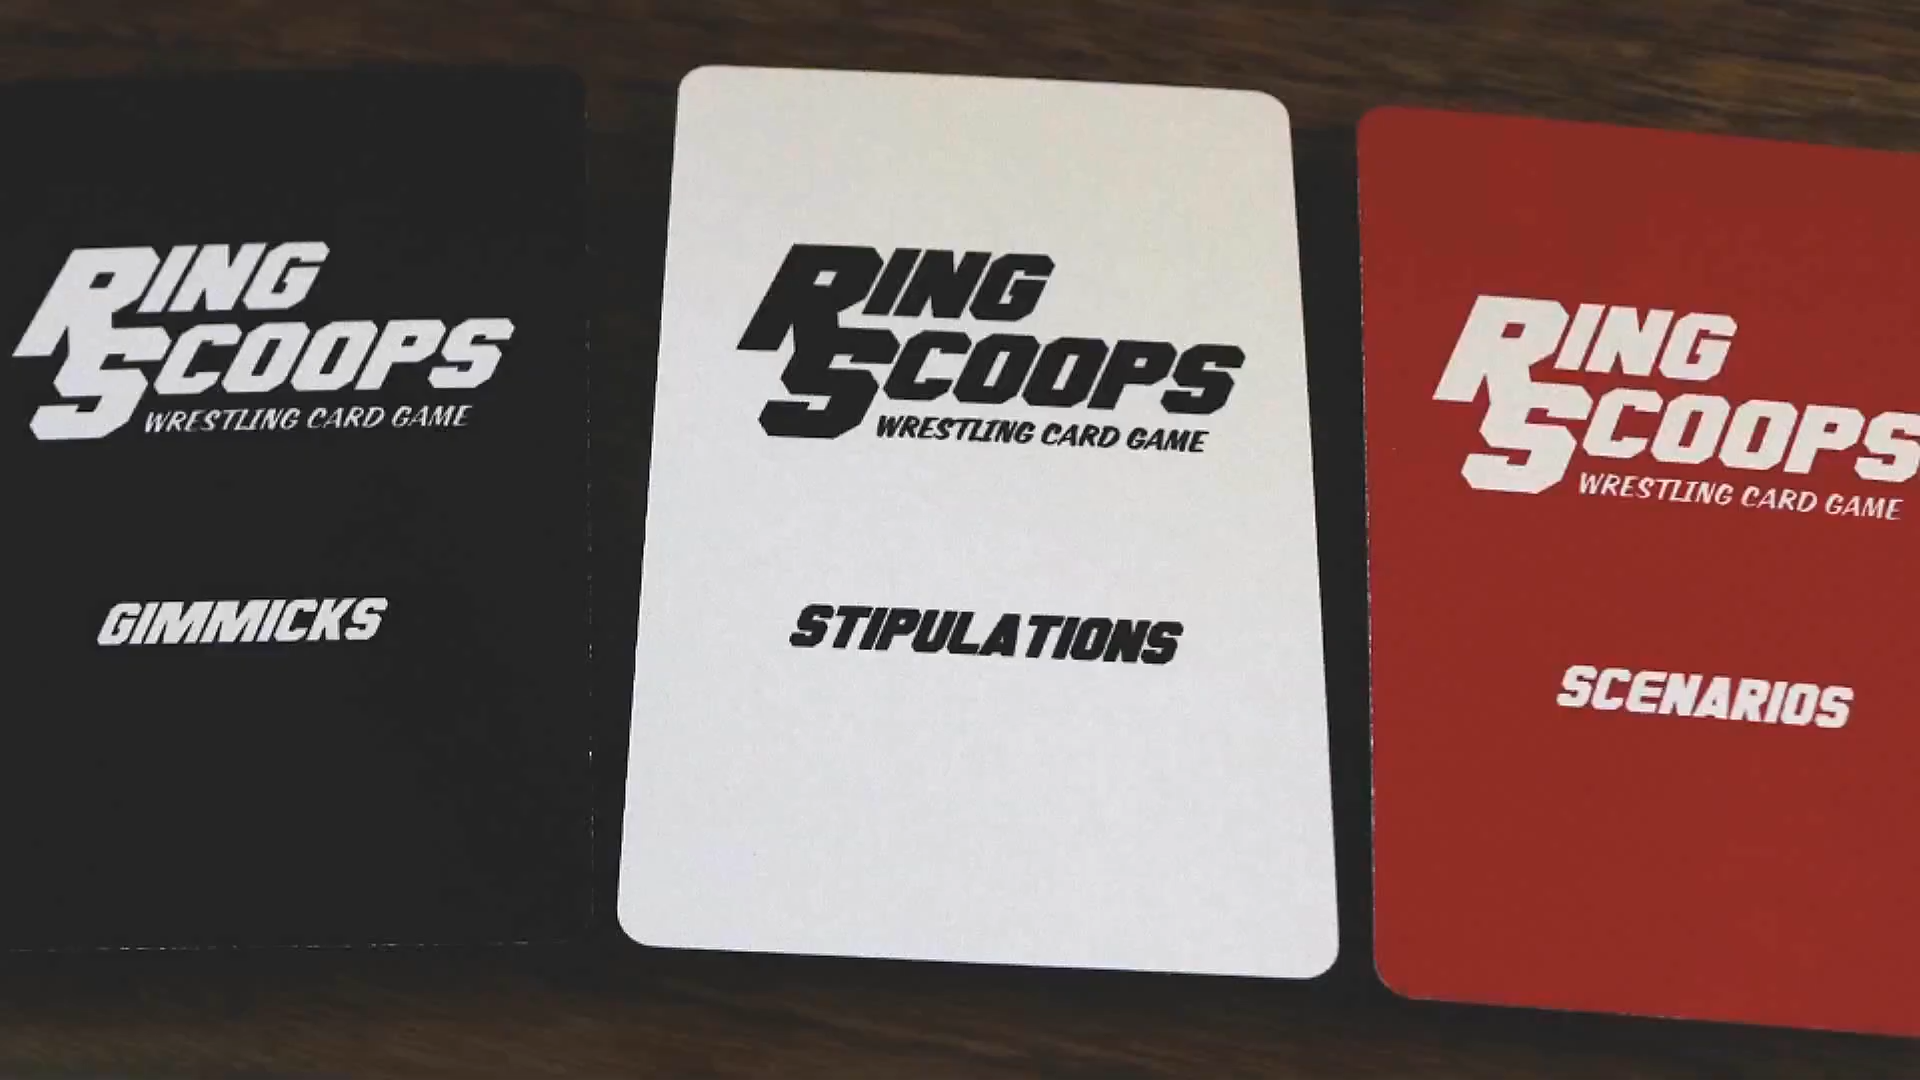 RING
SCOOPS
WRESTLING CARD GAME
GIMMICKS
RING
SCOOPS
WRESTLING CARD GAME
STIPULATIONS
RING
SCOOPS
WRESTLING CARD GAME
SCENARIOS